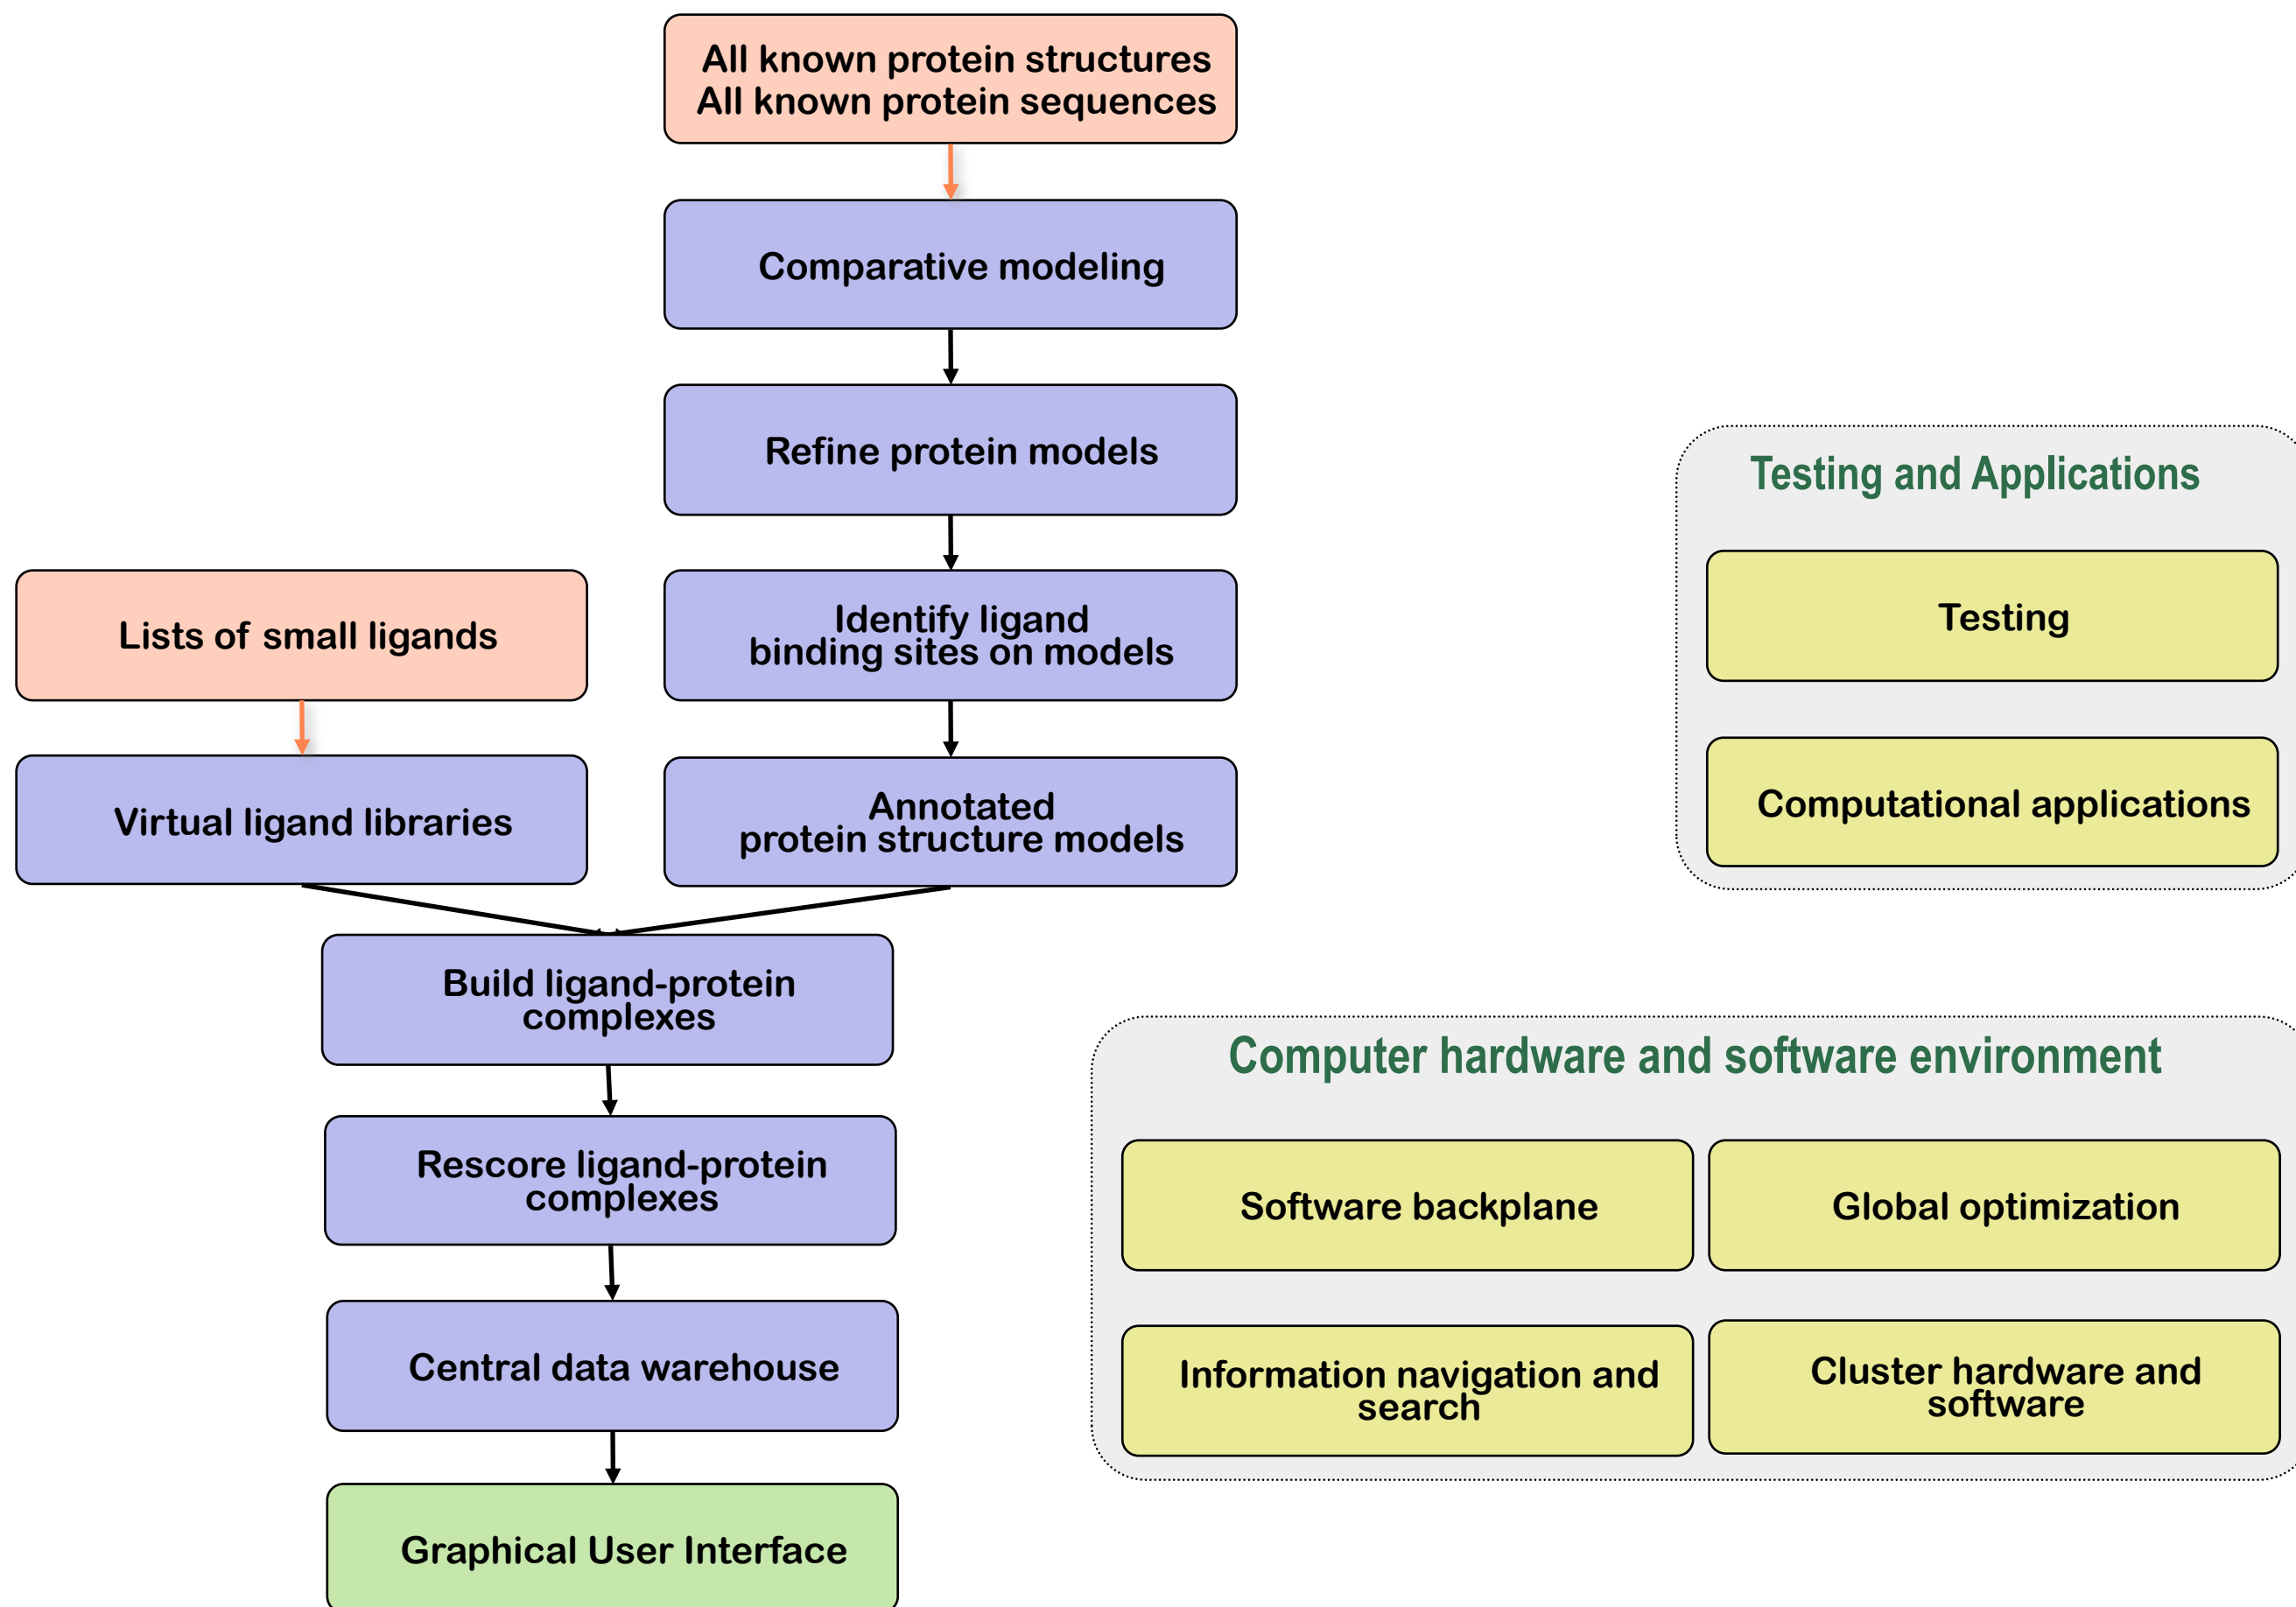 All known protein structures
All known protein sequences
Comparative modeling
Refine protein models
Identify ligand
binding sites on models
Lists of small ligands
Virtual ligand libraries
Annotated
protein structure models
Build ligand-protein
complexes
Rescore ligand-protein
complexes
Central data warehouse
Graphical User Interface
Testing and Applications
Testing
Computational applications
Computer hardware and software environment
Software backplane
Global optimization
Information navigation and
search
Cluster hardware and
software